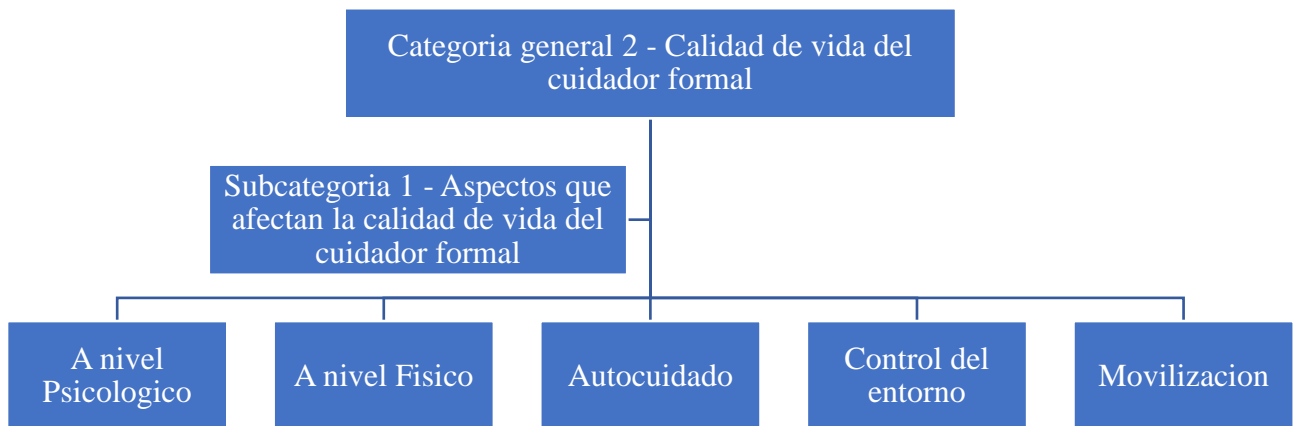 Categoria general 2 - Calidad de vida del
cuidador formal
Subcategoria 1 - Aspectos que
afectan la calidad de vida del
cuidador formal
A nivel
Psicologico
A nivel Fisico
Autocuidado
Control del
entorno
Movilizacion